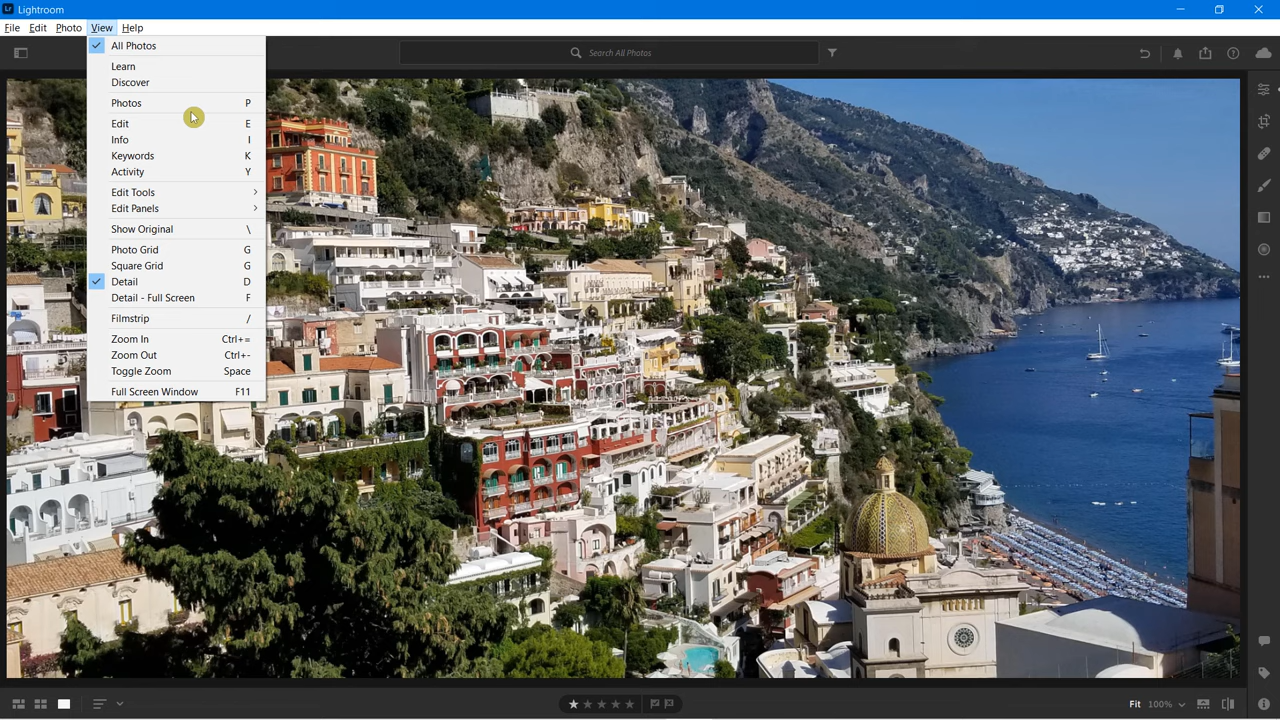 Lr Lightroom
File Edit Photo View Help
All Photos
Learn
Discover
Photos P
Edit E
Info I
Keywords K
Activity Y
Edit Tools
Edit Panels
Show Original \
Photo Grid G
Square Grid G
Detail D
Detail - Full Screen F
Filmstrip /
Zoom In Ctrl+=
Zoom Out Ctrl+-
Toggle Zoom Space
Full Screen Window F11
Search All Photos
Fit 100%